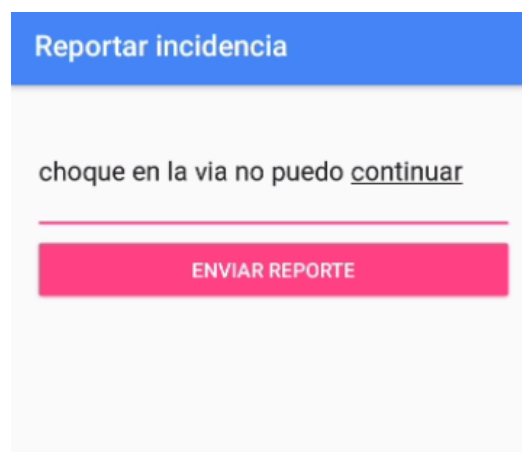 Reportar incidencia
choque en la via no puedo continuar
ENVIAR REPORTE